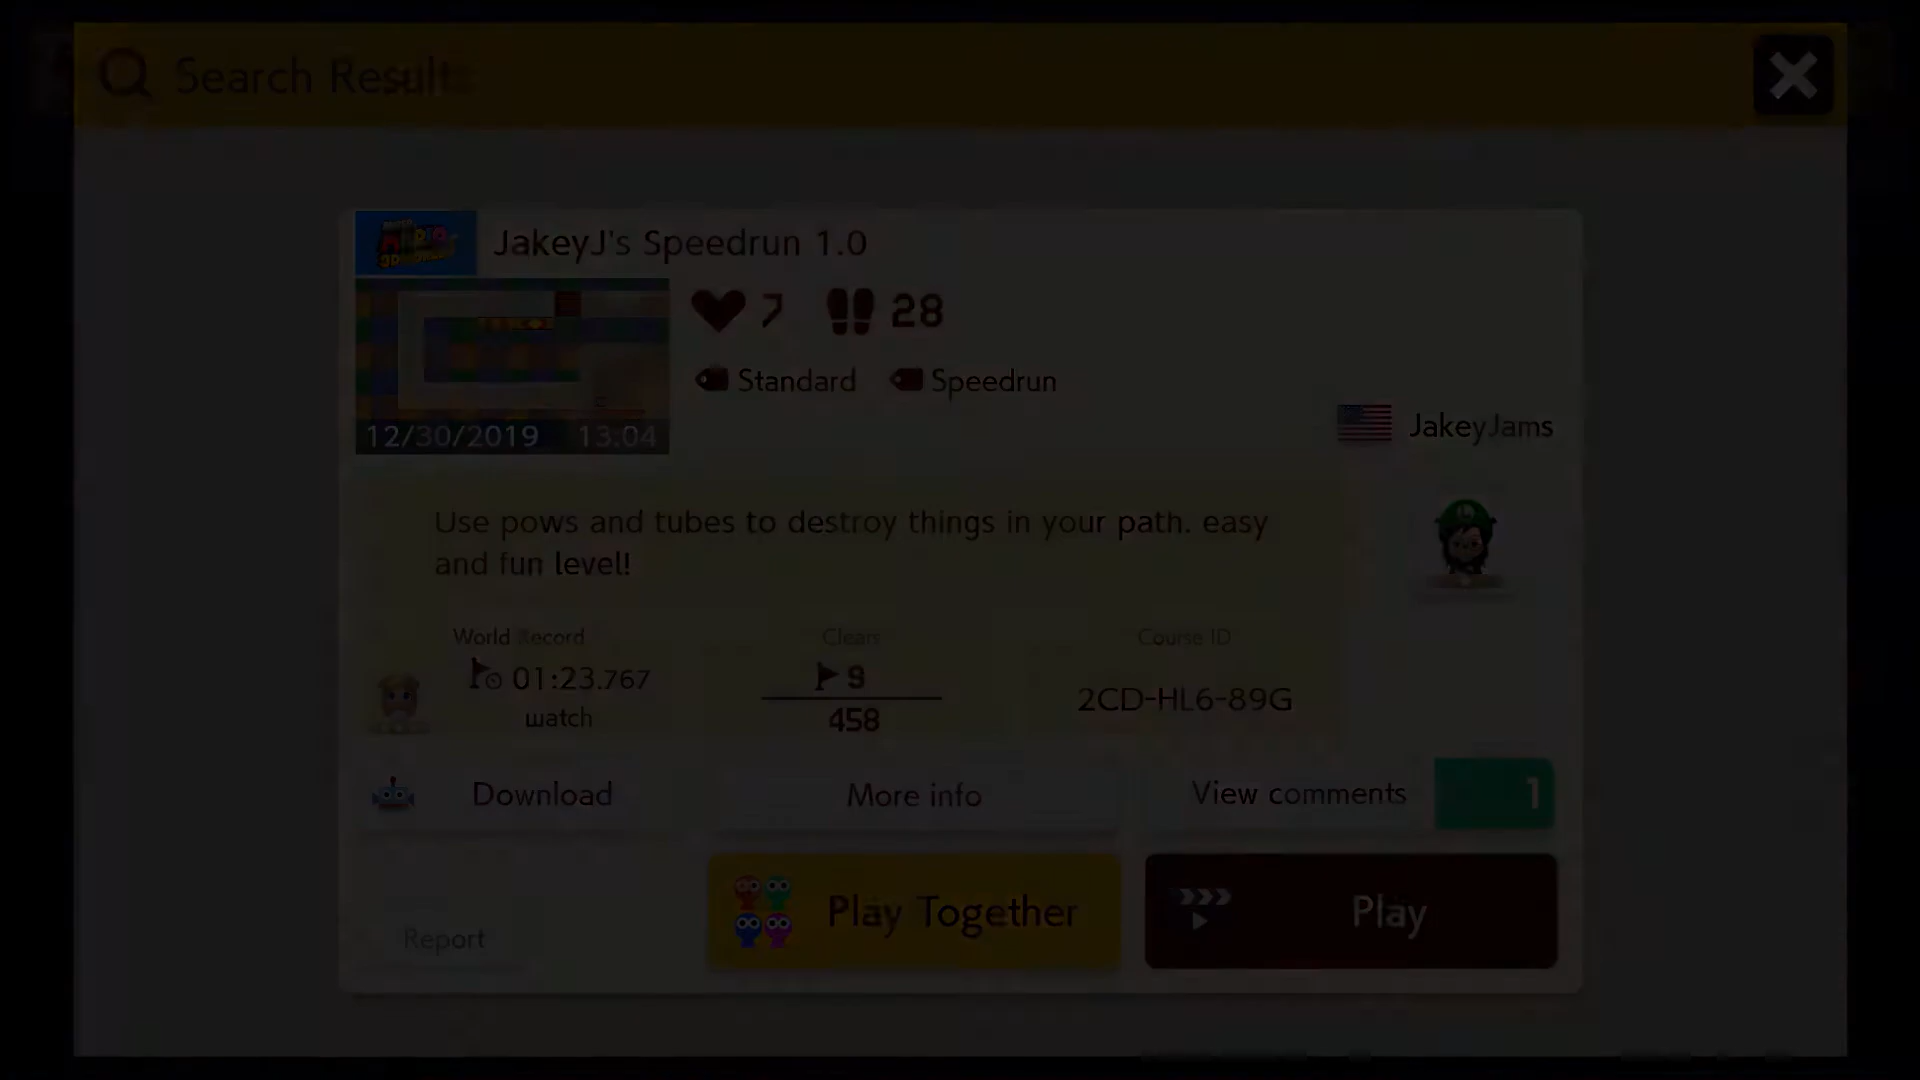 Search Results
JakeyJ's Speedrun 1.0
7 28
Standard Speedrun
12/30/2019 13:04
JakeyJams
Use pows and tubes to destroy things in your path. easy
and fun level!
World Record Clears Course ID
01:23.767 9
watch 458 2CD-HL6-89G
Download More info View comments 1
Report Play Together Play